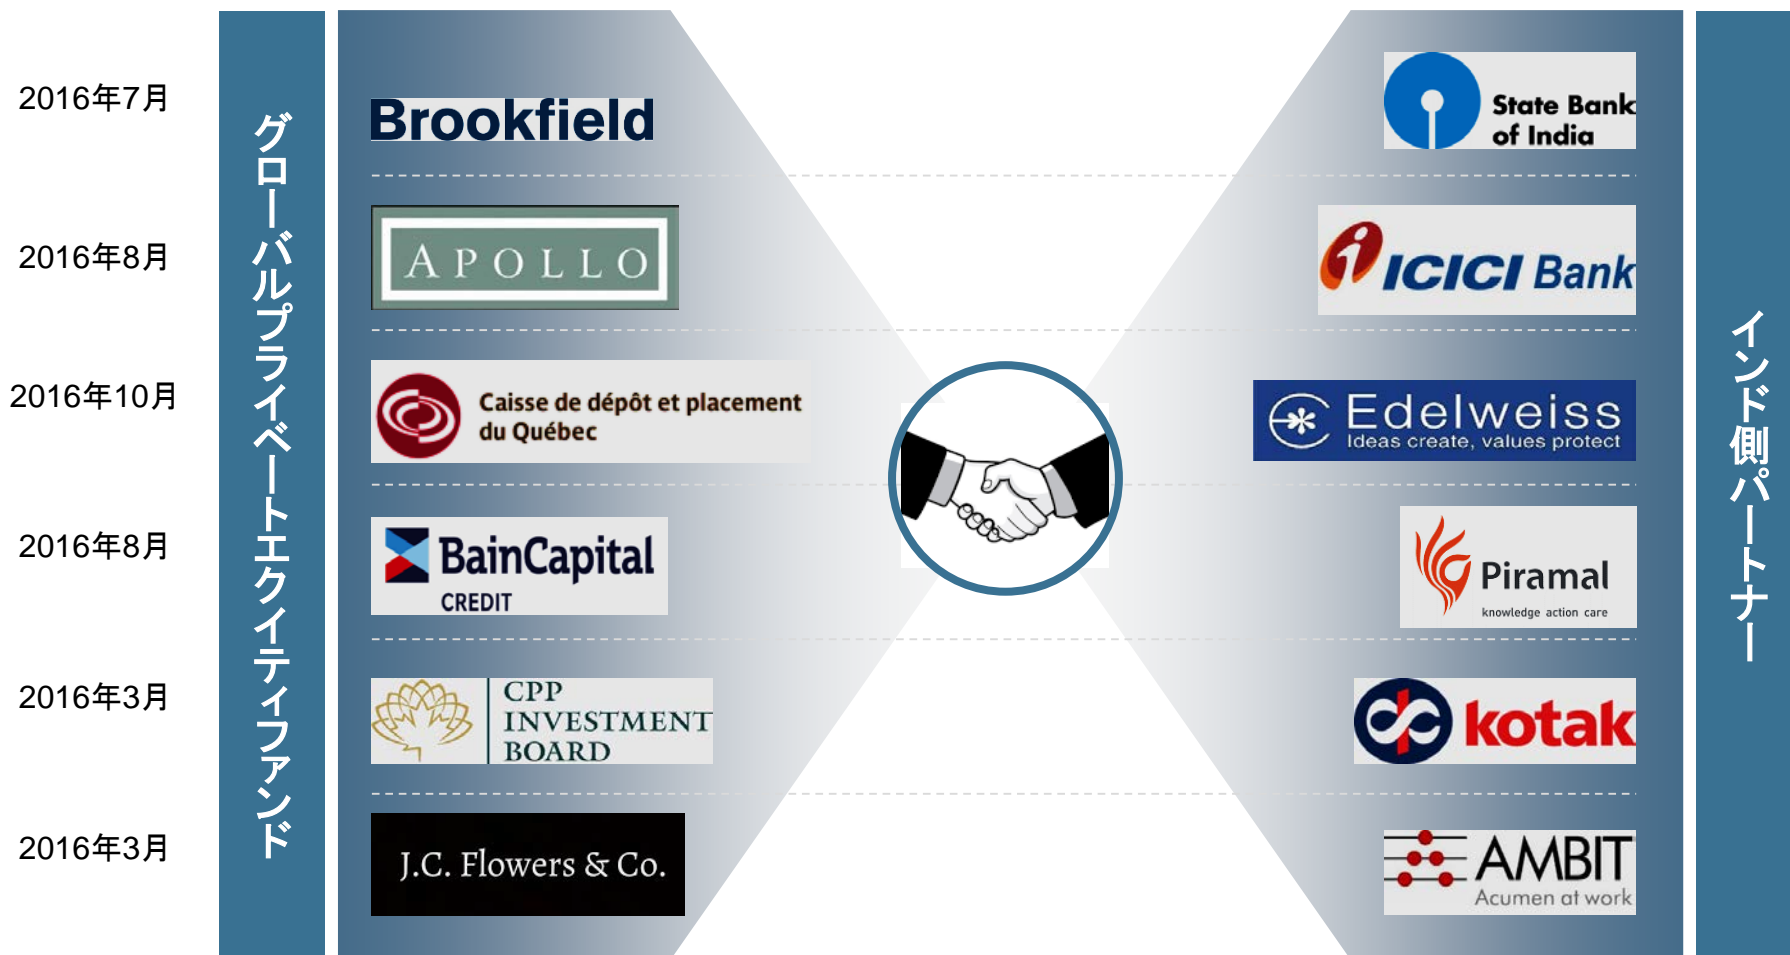 グローバルプライベートエクイティファンド
インド側パートナー
2016年7月
Brookfield
State Bank
of India
2016年8月
APOLLO
ICICI Bank
2016年10月
Caisse de dépôt et placement
du Québec
Edelweiss
Ideas create, values protect
2016年8月
BainCapital
CREDIT
Piramal
knowledge action care
2016年3月
CPP
INVESTMENT
BOARD
kotak
2016年3月
J.C. Flowers & Co.
AMBIT
Acumen at work